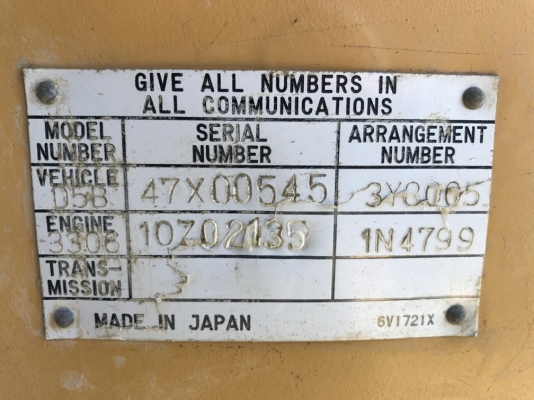 GIVE ALL NUMBERS IN
ALL COMMUNICATIONS
MODEL NUMBER SERIAL NUMBER ARRANGEMENT NUMBER
VEHICLE
D5B 47X00545
ENGINE
3306 10Z02135 1N4799
TRANS-
MISSION
MADE IN JAPAN 6V1721X